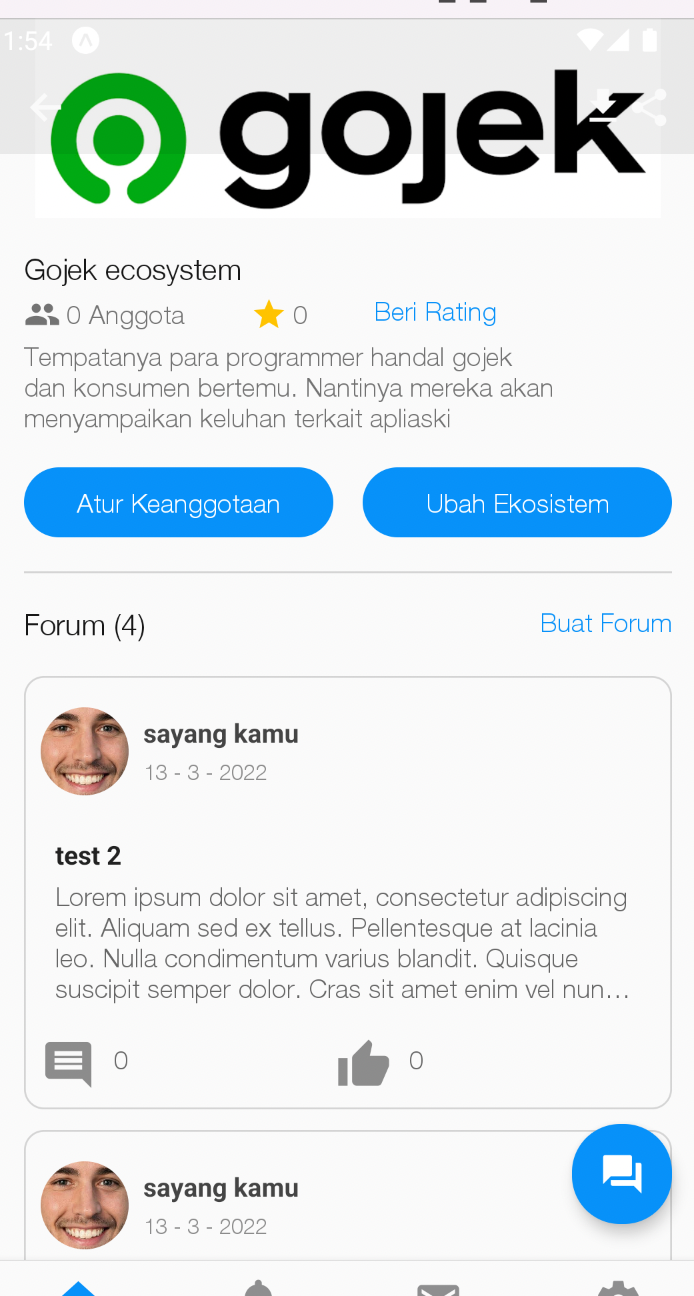 1:54
gojek
Gojek ecosystem
0 Anggota
0
Beri Rating
Tempatanya para programmer handal gojek
dan konsumen bertemu. Nantinya mereka akan
menyampaikan keluhan terkait apliaski
Atur Keanggotaan
Ubah Ekosistem
Forum (4)
Buat Forum
sayang kamu
13 - 3 - 2022
test 2
Lorem ipsum dolor sit amet, consectetur adipiscing
elit. Aliquam sed ex tellus. Pellentesque at lacinia
leo. Nulla condimentum varius blandit. Quisque
suscipit semper dolor. Cras sit amet enim vel nun...
0
0
sayang kamu
13 - 3 - 2022